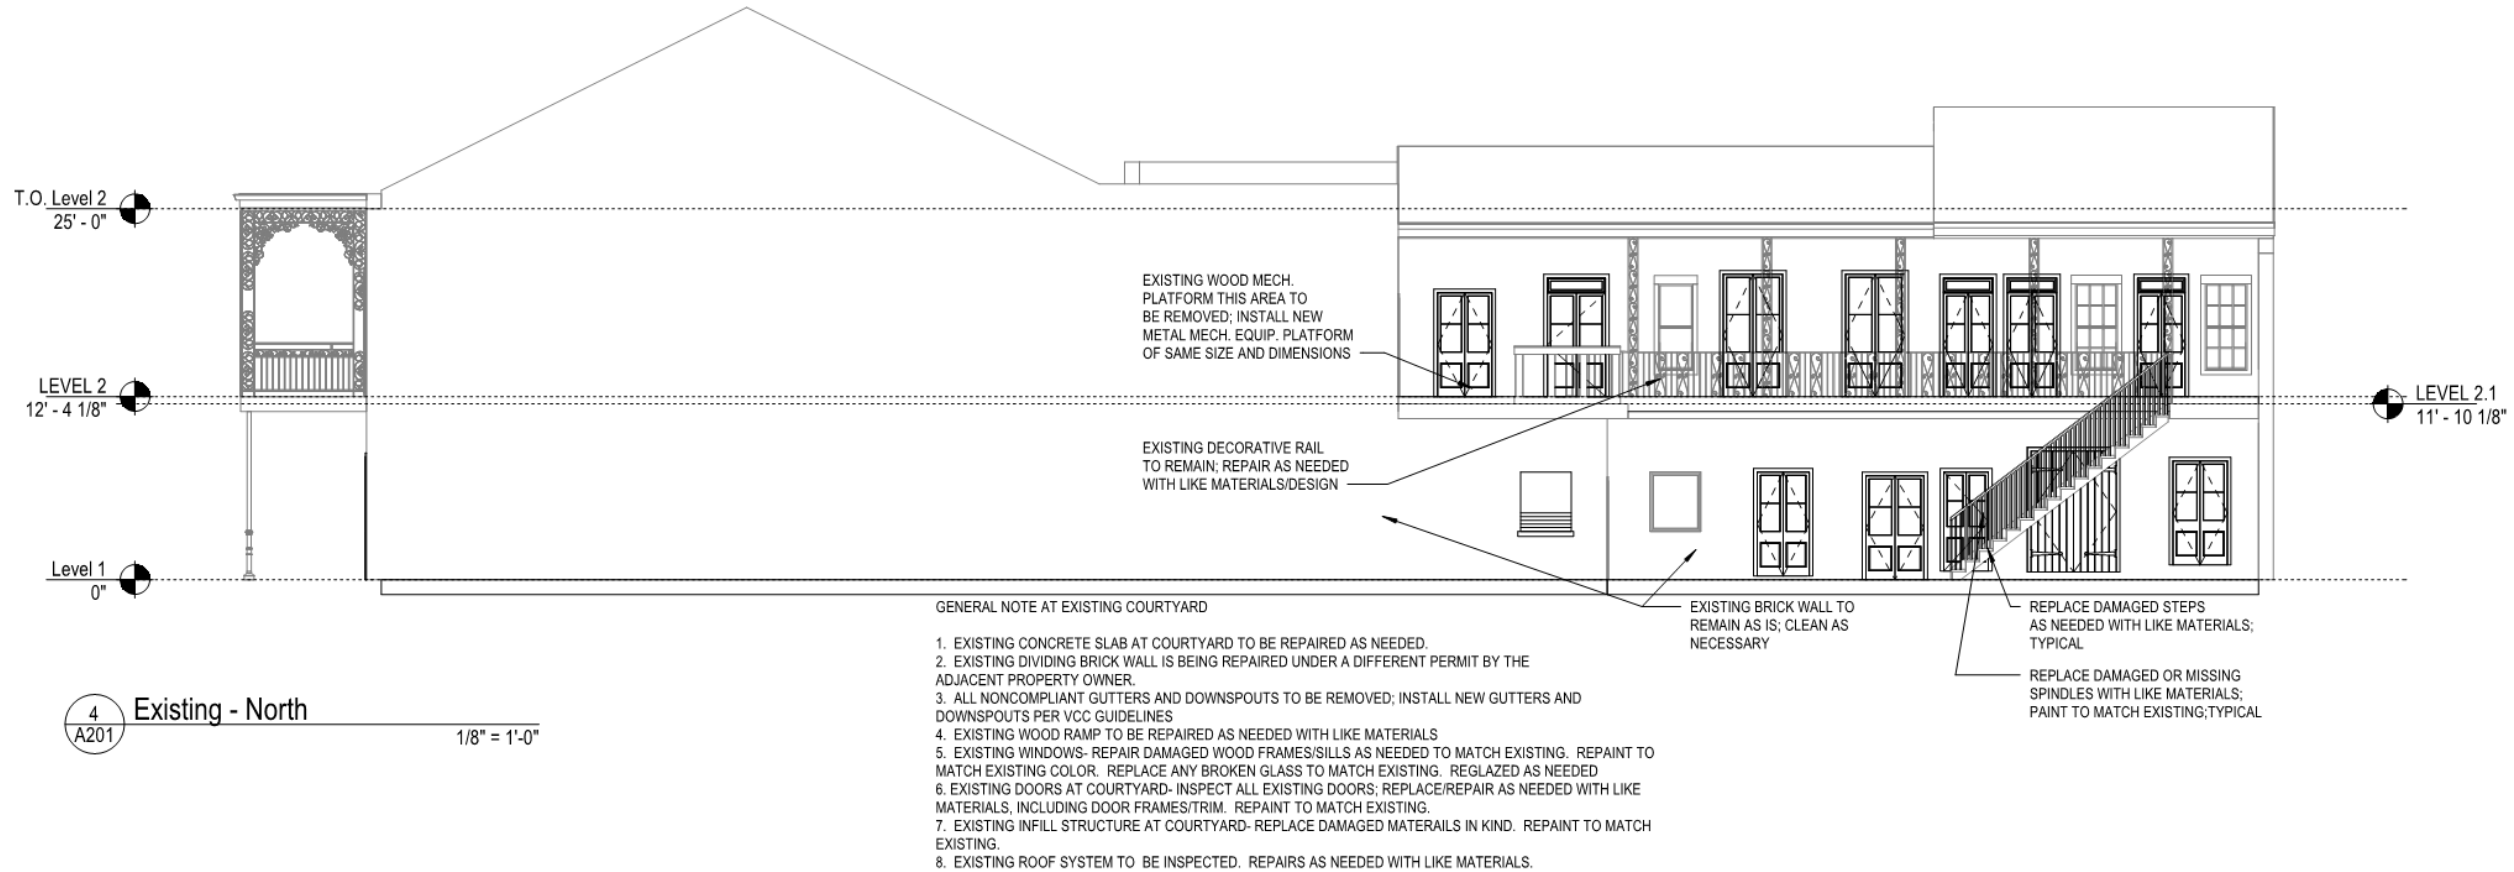 T.O. Level 2
25' - 0"
EXISTING WOOD MECH.
PLATFORM THIS AREA TO
BE REMOVED; INSTALL NEW
METAL MECH. EQUIP. PLATFORM
OF SAME SIZE AND DIMENSIONS
LEVEL 2
12' - 4 1/8"
LEVEL 2.1
11' - 10 1/8"
EXISTING DECORATIVE RAIL
TO REMAIN; REPAIR AS NEEDED
WITH LIKE MATERIALS/DESIGN
Level 1
0"
EXISTING BRICK WALL TO
REMAIN AS IS; CLEAN AS
NECESSARY
REPLACE DAMAGED STEPS
AS NEEDED WITH LIKE MATERIALS;
TYPICAL
REPLACE DAMAGED OR MISSING
SPINDLES WITH LIKE MATERIALS;
PAINT TO MATCH EXISTING;TYPICAL
GENERAL NOTE AT EXISTING COURTYARD
1. EXISTING CONCRETE SLAB AT COURTYARD TO BE REPAIRED AS NEEDED.
2. EXISTING DIVIDING BRICK WALL IS BEING REPAIRED UNDER A DIFFERENT PERMIT BY THE
ADJACENT PROPERTY OWNER.
3. ALL NONCOMPLIANT GUTTERS AND DOWNSPOUTS TO BE REMOVED; INSTALL NEW GUTTERS AND
DOWNSPOUTS PER VCC GUIDELINES
4. EXISTING WOOD RAMP TO BE REPAIRED AS NEEDED WITH LIKE MATERIALS
5. EXISTING WINDOWS- REPAIR DAMAGED WOOD FRAMES/SILLS AS NEEDED TO MATCH EXISTING. REPAINT TO
MATCH EXISTING COLOR. REPLACE ANY BROKEN GLASS TO MATCH EXISTING. REGLAZED AS NEEDED
6. EXISTING DOORS AT COURTYARD- INSPECT ALL EXISTING DOORS; REPLACE/REPAIR AS NEEDED WITH LIKE
MATERIALS, INCLUDING DOOR FRAMES/TRIM. REPAINT TO MATCH EXISTING.
7. EXISTING INFILL STRUCTURE AT COURTYARD- REPLACE DAMAGED MATERAILS IN KIND. REPAINT TO MATCH
EXISTING.
8. EXISTING ROOF SYSTEM TO BE INSPECTED. REPAIRS AS NEEDED WITH LIKE MATERIALS.
4
A201
Existing - North
1/8" = 1'-0"